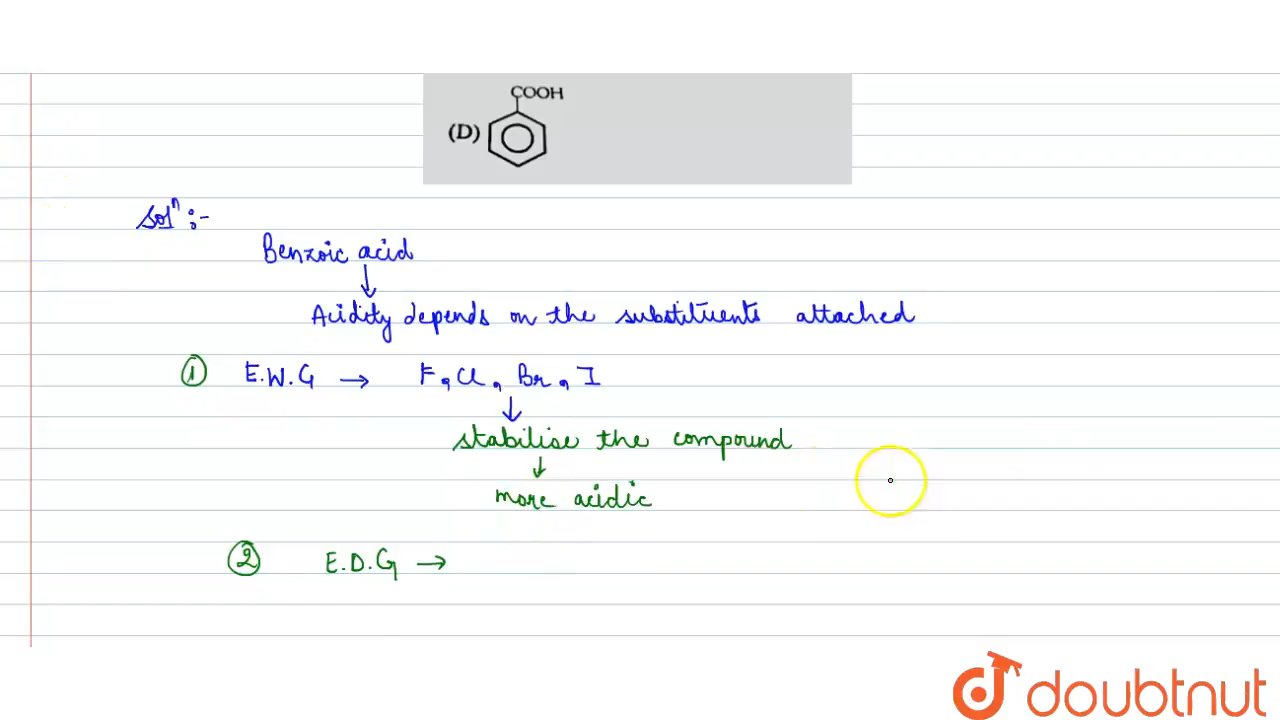 COOH
(D)
Solⁿ :-
Benzoic acid
↓
Acidity depends on the substituents attached
① E.W.G → F, Cl, Br, I
↓
stabilise the compound
↓
more acidic
② E.D.G →
doubtnut